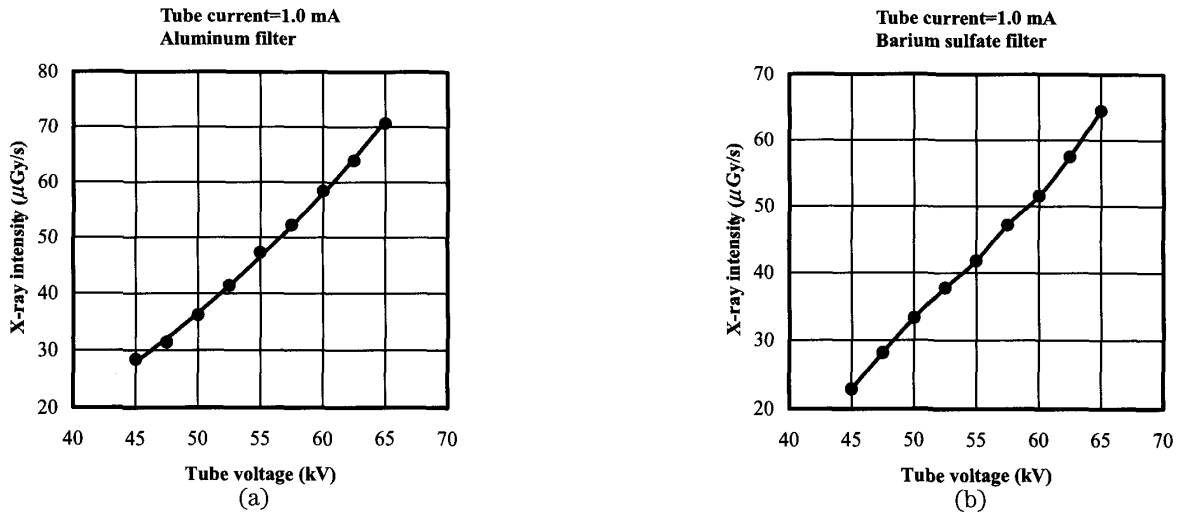 Tube current=1.0 mA
Aluminum filter
80
70
60
50
40
30
20
X-ray intensity (μGy/s)
40 45 50 55 60 65 70
Tube voltage (kV)
(a)
Tube current=1.0 mA
Barium sulfate filter
70
60
50
40
30
20
X-ray intensity (μGy/s)
40 45 50 55 60 65 70
Tube voltage (kV)
(b)